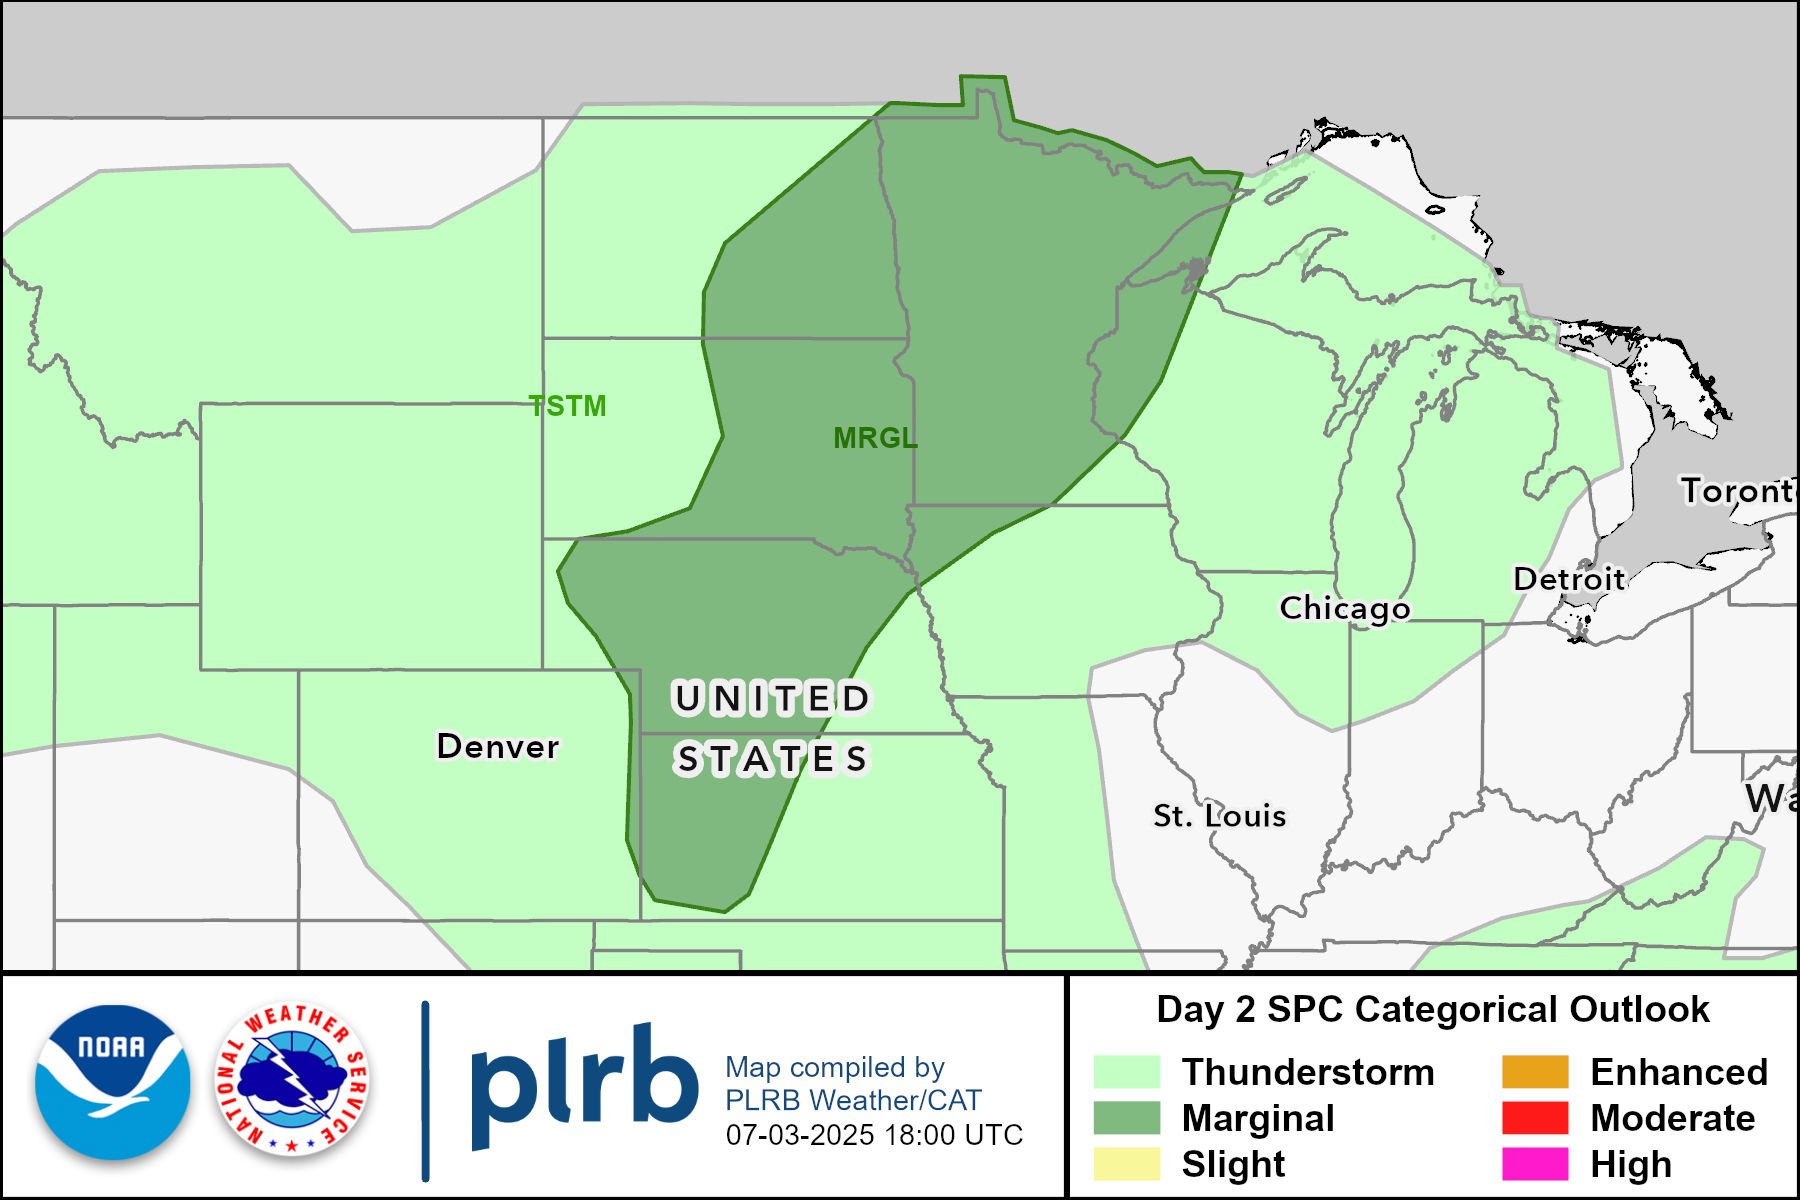 TSTM
MRGL
Toront
Detroit
Chicago
UNITED
STATES
Denver
St. Louis
Wa
NOAA
NATIONAL WEATHER SERVICE
plrb
Map compiled by
PLRB Weather/CAT
07-03-2025 18:00 UTC
Day 2 SPC Categorical Outlook
Thunderstorm
Marginal
Slight
Enhanced
Moderate
High